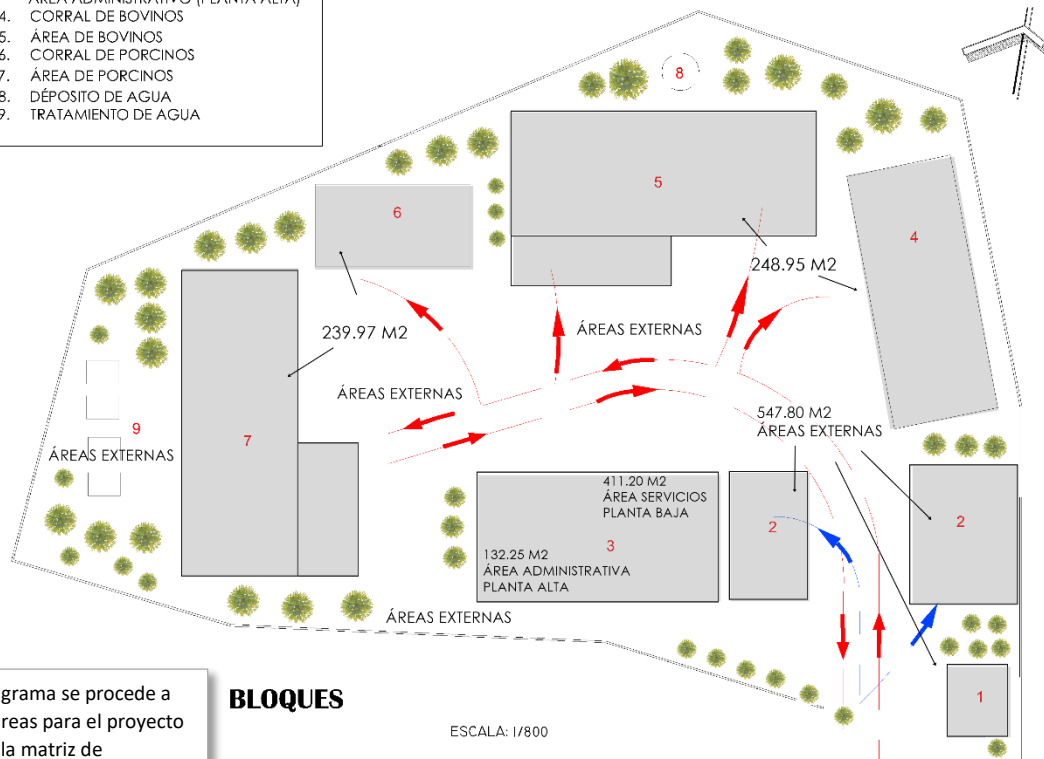 ÁREA ADMINISTRATIVO (PLANTA ALTA)
4. CORRAL DE BOVINOS
5. ÁREA DE BOVINOS
6. CORRAL DE PORCINOS
7. ÁREA DE PORCINOS
8. DÉPOSITO DE AGUA
9. TRATAMIENTO DE AGUA
8
5
6
4
248.95 M2
239.97 M2
ÁREAS EXTERNAS
ÁREAS EXTERNAS
547.80 M2
ÁREAS EXTERNAS
9
ÁREAS EXTERNAS
7
411.20 M2
ÁREA SERVICIOS
PLANTA BAJA
3
2
2
132.25 M2
ÁREA ADMINISTRATIVA
PLANTA ALTA
ÁREAS EXTERNAS
1
grama se procede a
reas para el proyecto
la matriz de
BLOQUES
ESCALA: 1/800